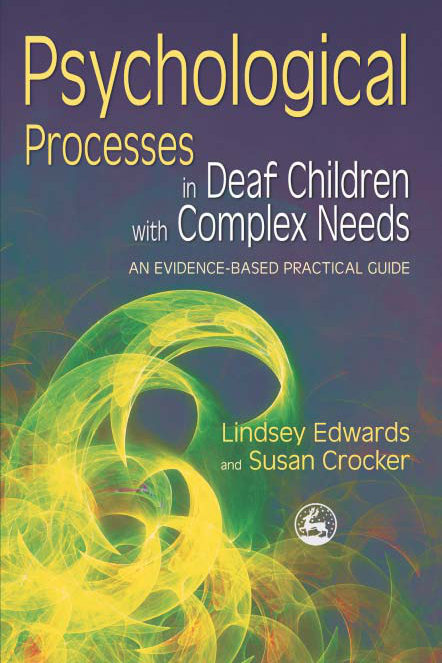 Psychological
Processes
in Deaf Children
with Complex Needs
AN EVIDENCE-BASED PRACTICAL GUIDE
Lindsey Edwards
and Susan Crocker